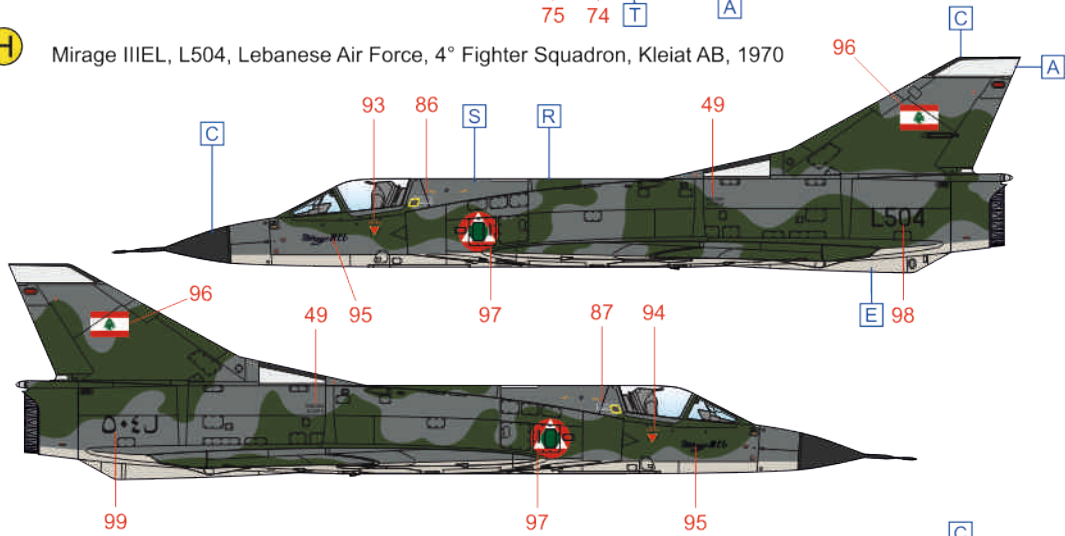 75 74 T A
H Mirage IIIEL, L504, Lebanese Air Force, 4° Fighter Squadron, Kleiat AB, 1970
C
96 A
93 86 S R 49
C
L504
95 97 E 98
96
49 87 94
٥٠٤ل
99 97 95
C